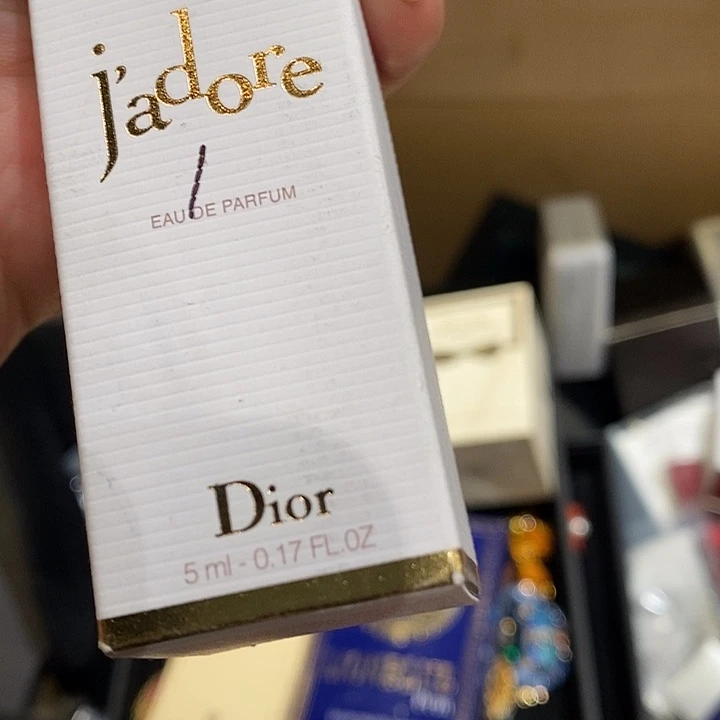 j'adore
EAU DE PARFUM
Dior
5 ml - 0.17 FL.OZ